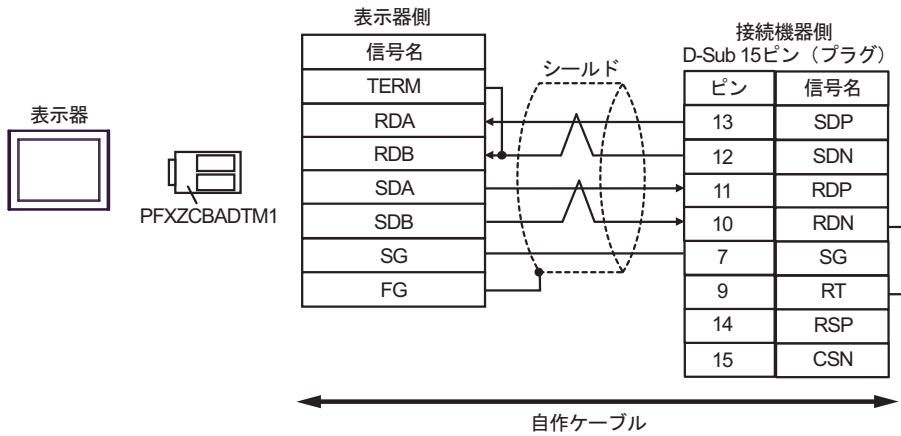 表示器側
接続機器側
D-Sub 15ピン（プラグ）
信号名
シールド
ピン 信号名
TERM
表示器
RDA 13 SDP
RDB 12 SDN
SDA 11 RDP
PFXZCBADTM1
SDB 10 RDN
SG 7 SG
FG 9 RT
14 RSP
15 CSN
自作ケーブル